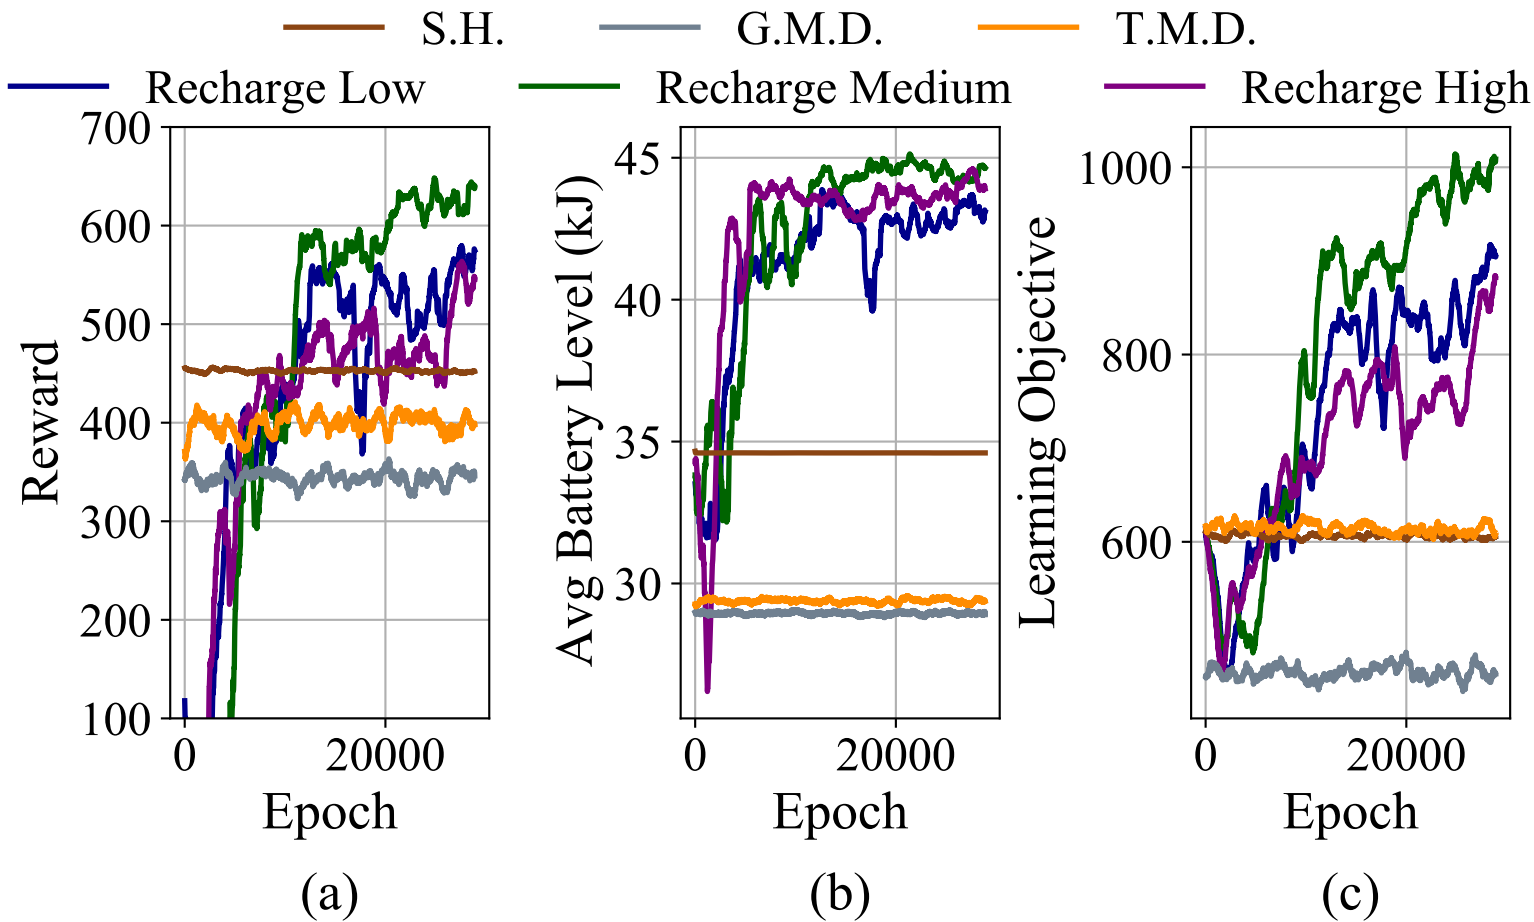 S.H. G.M.D. T.M.D.
Recharge Low Recharge Medium Recharge High
Reward
700
600
500
400
300
200
100
0 20000
Epoch
(a)
Avg Battery Level (kJ)
45
40
35
30
0 20000
Epoch
(b)
Learning Objective
1000
800
600
0 20000
Epoch
(c)